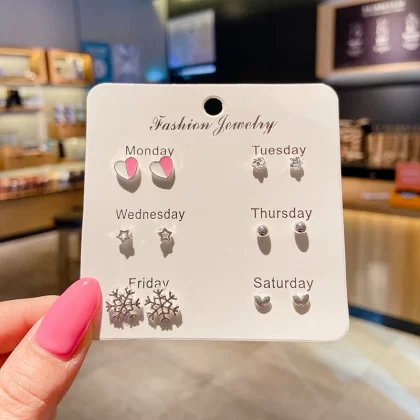 Fashion Jewelry
Monday Tuesday
Wednesday Thursday
Friday Saturday